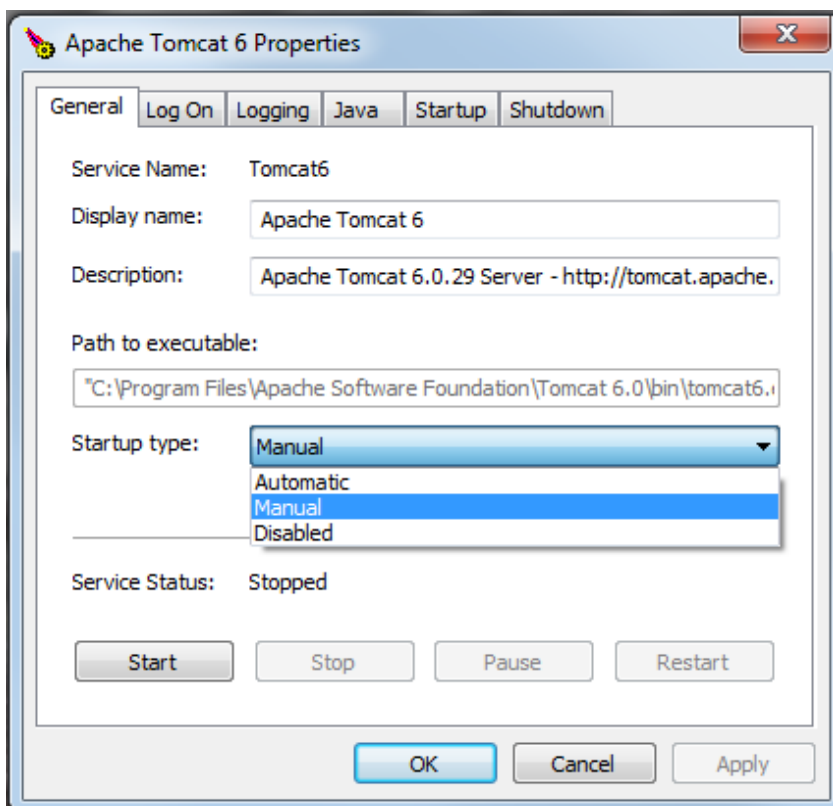 Apache Tomcat 6 Properties
General Log On Logging Java Startup Shutdown
Service Name: Tomcat6
Display name: Apache Tomcat 6
Description: Apache Tomcat 6.0.29 Server - http://tomcat.apache.
Path to executable:
"C:\Program Files\Apache Software Foundation\Tomcat 6.0\bin\tomcat6.
Startup type: Manual
Automatic
Manual
Disabled
Service Status: Stopped
Start Stop Pause Restart
OK Cancel Apply